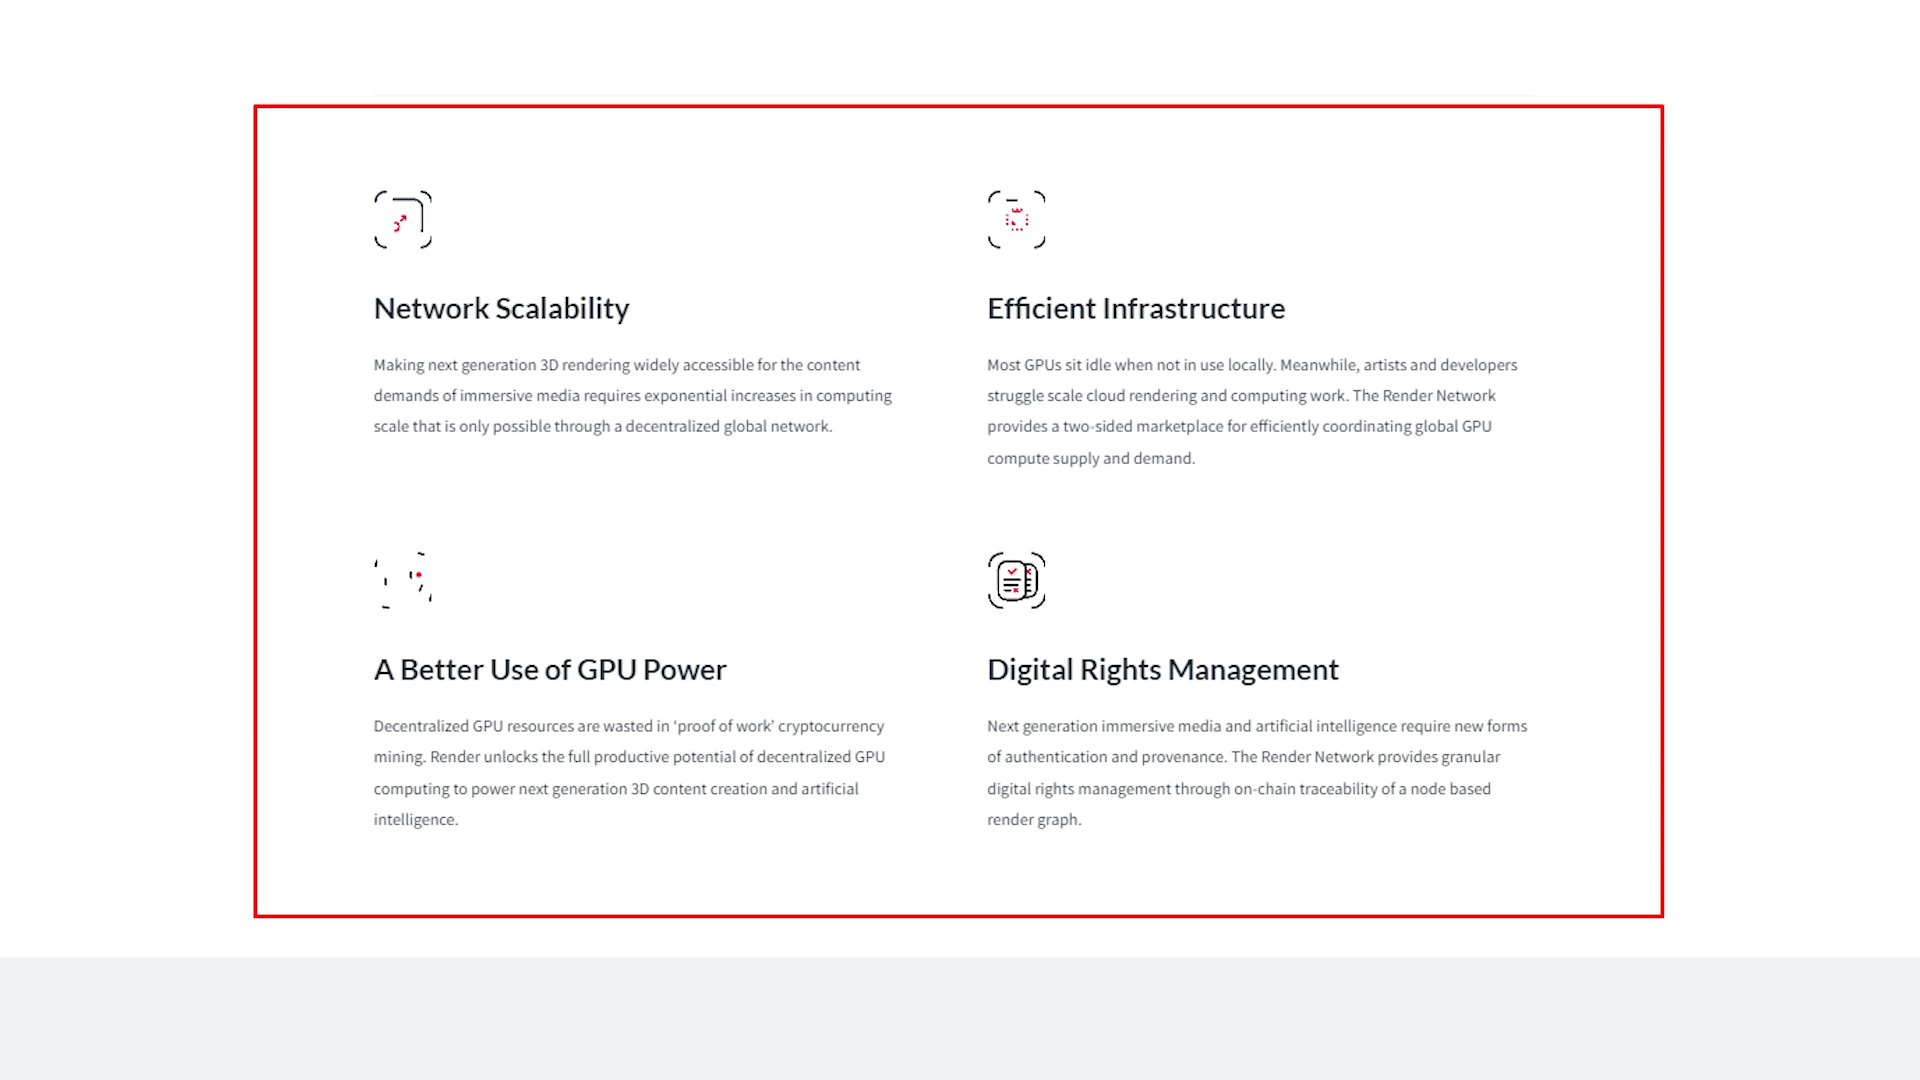 Network Scalability
Making next generation 3D rendering widely accessible for the content
demands of immersive media requires exponential increases in computing
scale that is only possible through a decentralized global network.
Efficient Infrastructure
Most GPUs sit idle when not in use locally. Meanwhile, artists and developers
struggle scale cloud rendering and computing work. The Render Network
provides a two-sided marketplace for efficiently coordinating global GPU
compute supply and demand.
A Better Use of GPU Power
Decentralized GPU resources are wasted in ‘proof of work’ cryptocurrency
mining. Render unlocks the full productive potential of decentralized GPU
computing to power next generation 3D content creation and artificial
intelligence.
Digital Rights Management
Next generation immersive media and artificial intelligence require new forms
of authentication and provenance. The Render Network provides granular
digital rights management through on-chain traceability of a node based
render graph.